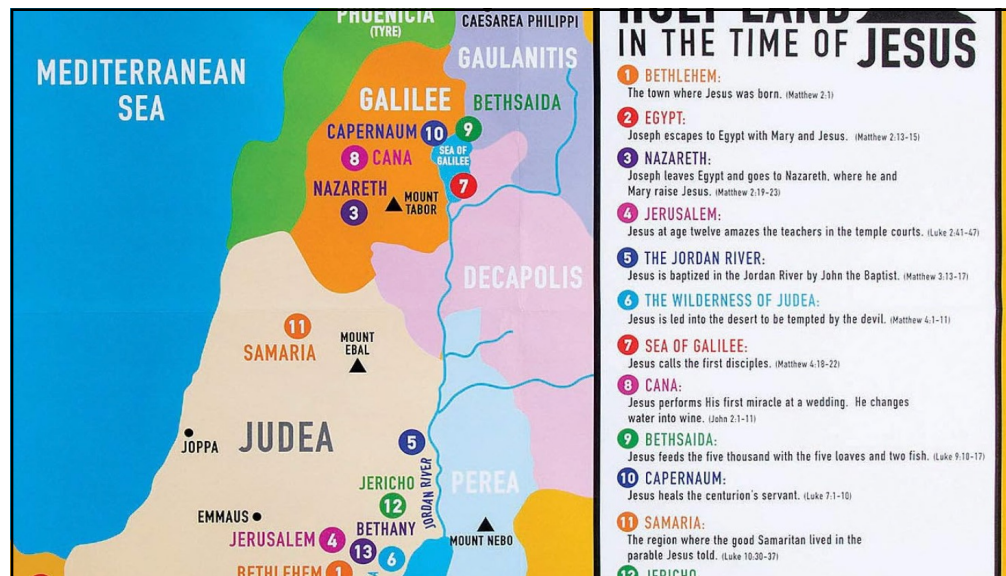 PHOENICIA
(TYRE)
CAESAREA PHILIPPI
MEDITERRANEAN
SEA
GAULANITIS
GALILEE
BETHSAIDA
CAPERNAUM 10
9
SEA OF
GALILEE
8 CANA
NAZARETH
3
MOUNT
TABOR
7
DECAPOLIS
11
SAMARIA
MOUNT
EBAL
JUDEA
JOPPA
5
JORDAN RIVER
PEREA
JERICHO
12
EMMAUS
BETHANY
JERUSALEM 4
13
6
MOUNT NEBO
BETHLEHEM 1
HOLY LAND
IN THE TIME OF JESUS
1 BETHLEHEM:
The town where Jesus was born. (Matthew 2:1)
2 EGYPT:
Joseph escapes to Egypt with Mary and Jesus. (Matthew 2:13-15)
3 NAZARETH:
Joseph leaves Egypt and goes to Nazareth, where he and
Mary raise Jesus. (Matthew 2:19-23)
4 JERUSALEM:
Jesus at age twelve amazes the teachers in the temple courts. (Luke 2:41-47)
5 THE JORDAN RIVER:
Jesus is baptized in the Jordan River by John the Baptist. (Matthew 3:13-17)
6 THE WILDERNESS OF JUDEA:
Jesus is led into the desert to be tempted by the devil. (Matthew 4:1-11)
7 SEA OF GALILEE:
Jesus calls the first disciples. (Matthew 4:18-22)
8 CANA:
Jesus performs His first miracle at a wedding. He changes
water into wine. (John 2:1-11)
9 BETHSAIDA:
Jesus feeds the five thousand with the five loaves and two fish. (Luke 9:10-17)
10 CAPERNAUM:
Jesus heals the centurion's servant. (Luke 7:1-10)
11 SAMARIA:
The region where the good Samaritan lived in the
parable Jesus told. (Luke 10:30-37)
12 JERICHO